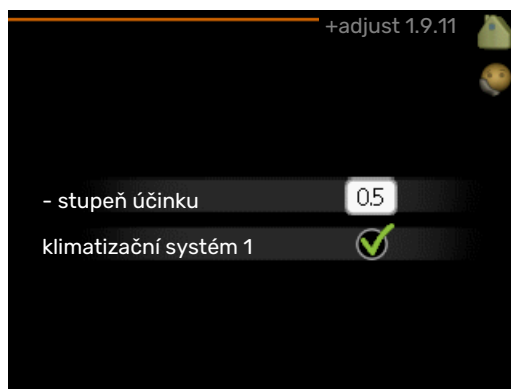 +adjust 1.9.11
- stupeň účinku 0.5
klimatizační systém 1